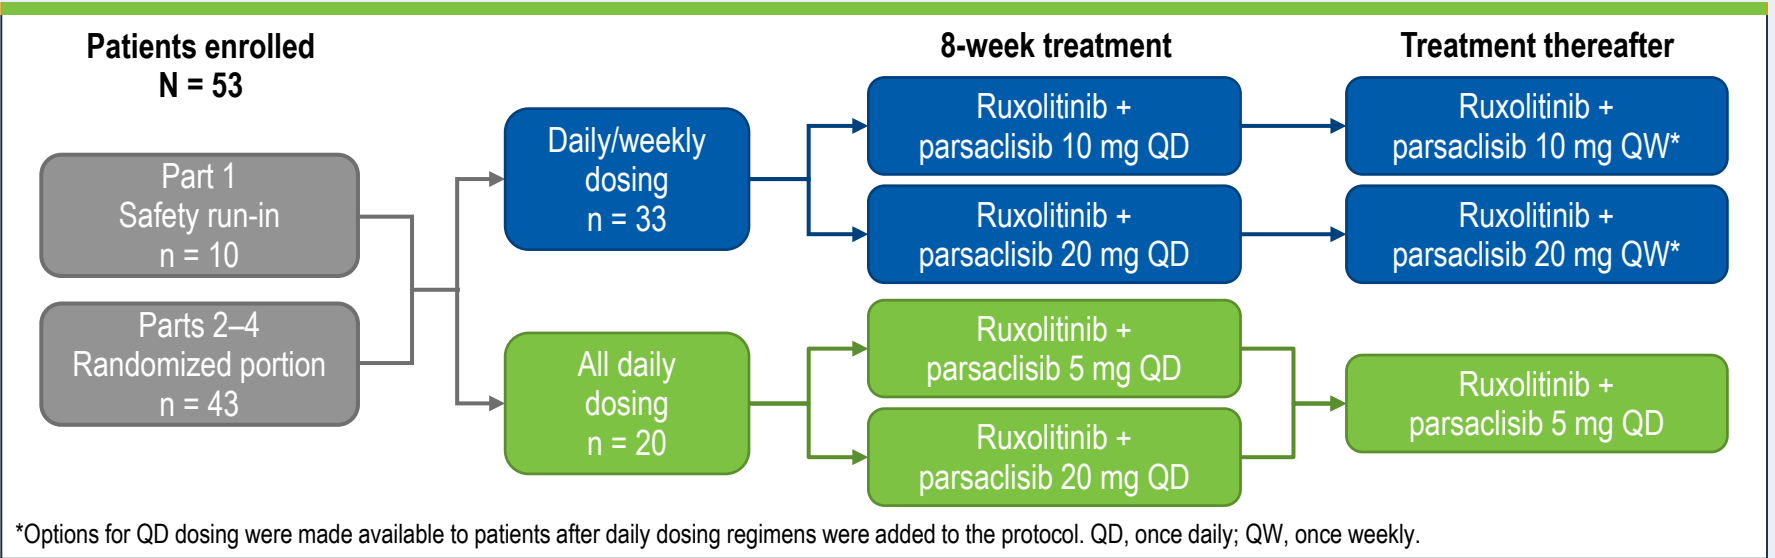 Patients enrolled
N = 53
8-week treatment
Treatment thereafter
Part 1
Safety run-in
n = 10
Parts 2–4
Randomized portion
n = 43
Daily/weekly
dosing
n = 33
All daily
dosing
n = 20
Ruxolitinib +
parsaclisib 10 mg QD
Ruxolitinib +
parsaclisib 20 mg QD
Ruxolitinib +
parsaclisib 5 mg QD
Ruxolitinib +
parsaclisib 20 mg QD
Ruxolitinib +
parsaclisib 10 mg QW*
Ruxolitinib +
parsaclisib 20 mg QW*
Ruxolitinib +
parsaclisib 5 mg QD
*Options for QD dosing were made available to patients after daily dosing regimens were added to the protocol. QD, once daily; QW, once weekly.